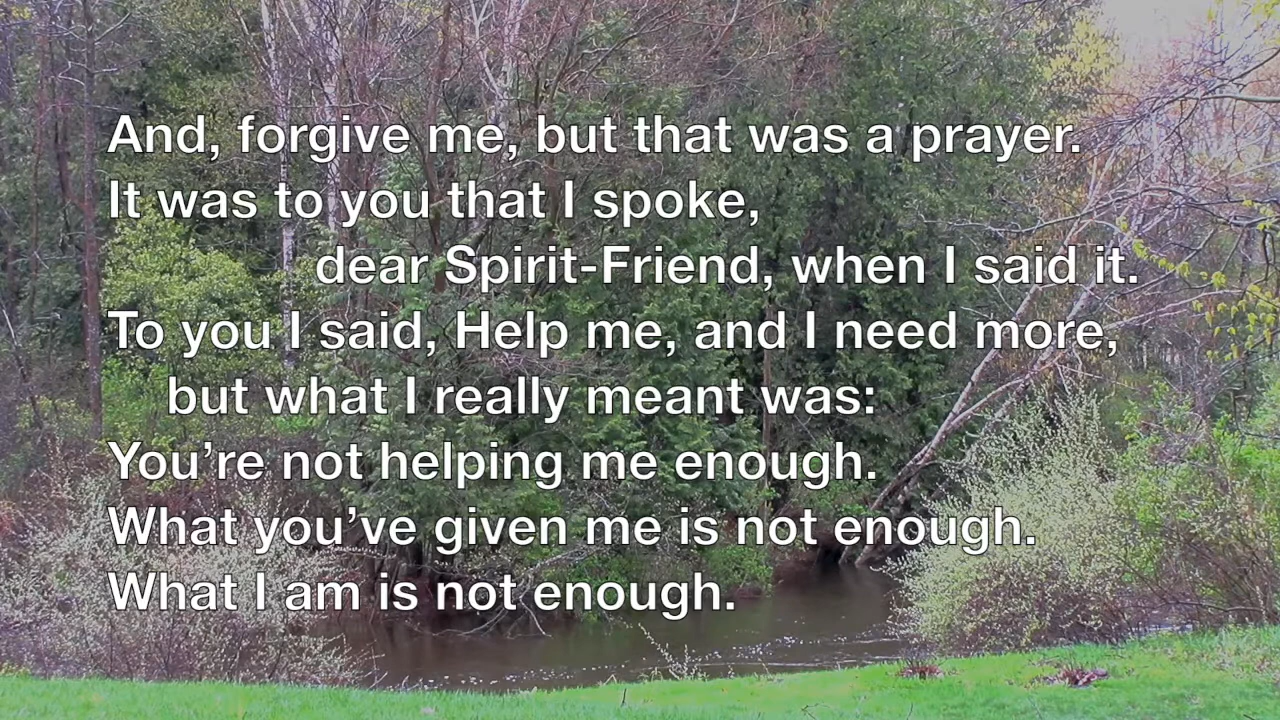 And, forgive me, but that was a prayer.
It was to you that I spoke,
dear Spirit-Friend, when I said it.
To you I said, Help me, and I need more,
but what I really meant was:
You’re not helping me enough.
What you’ve given me is not enough.
What I am is not enough.